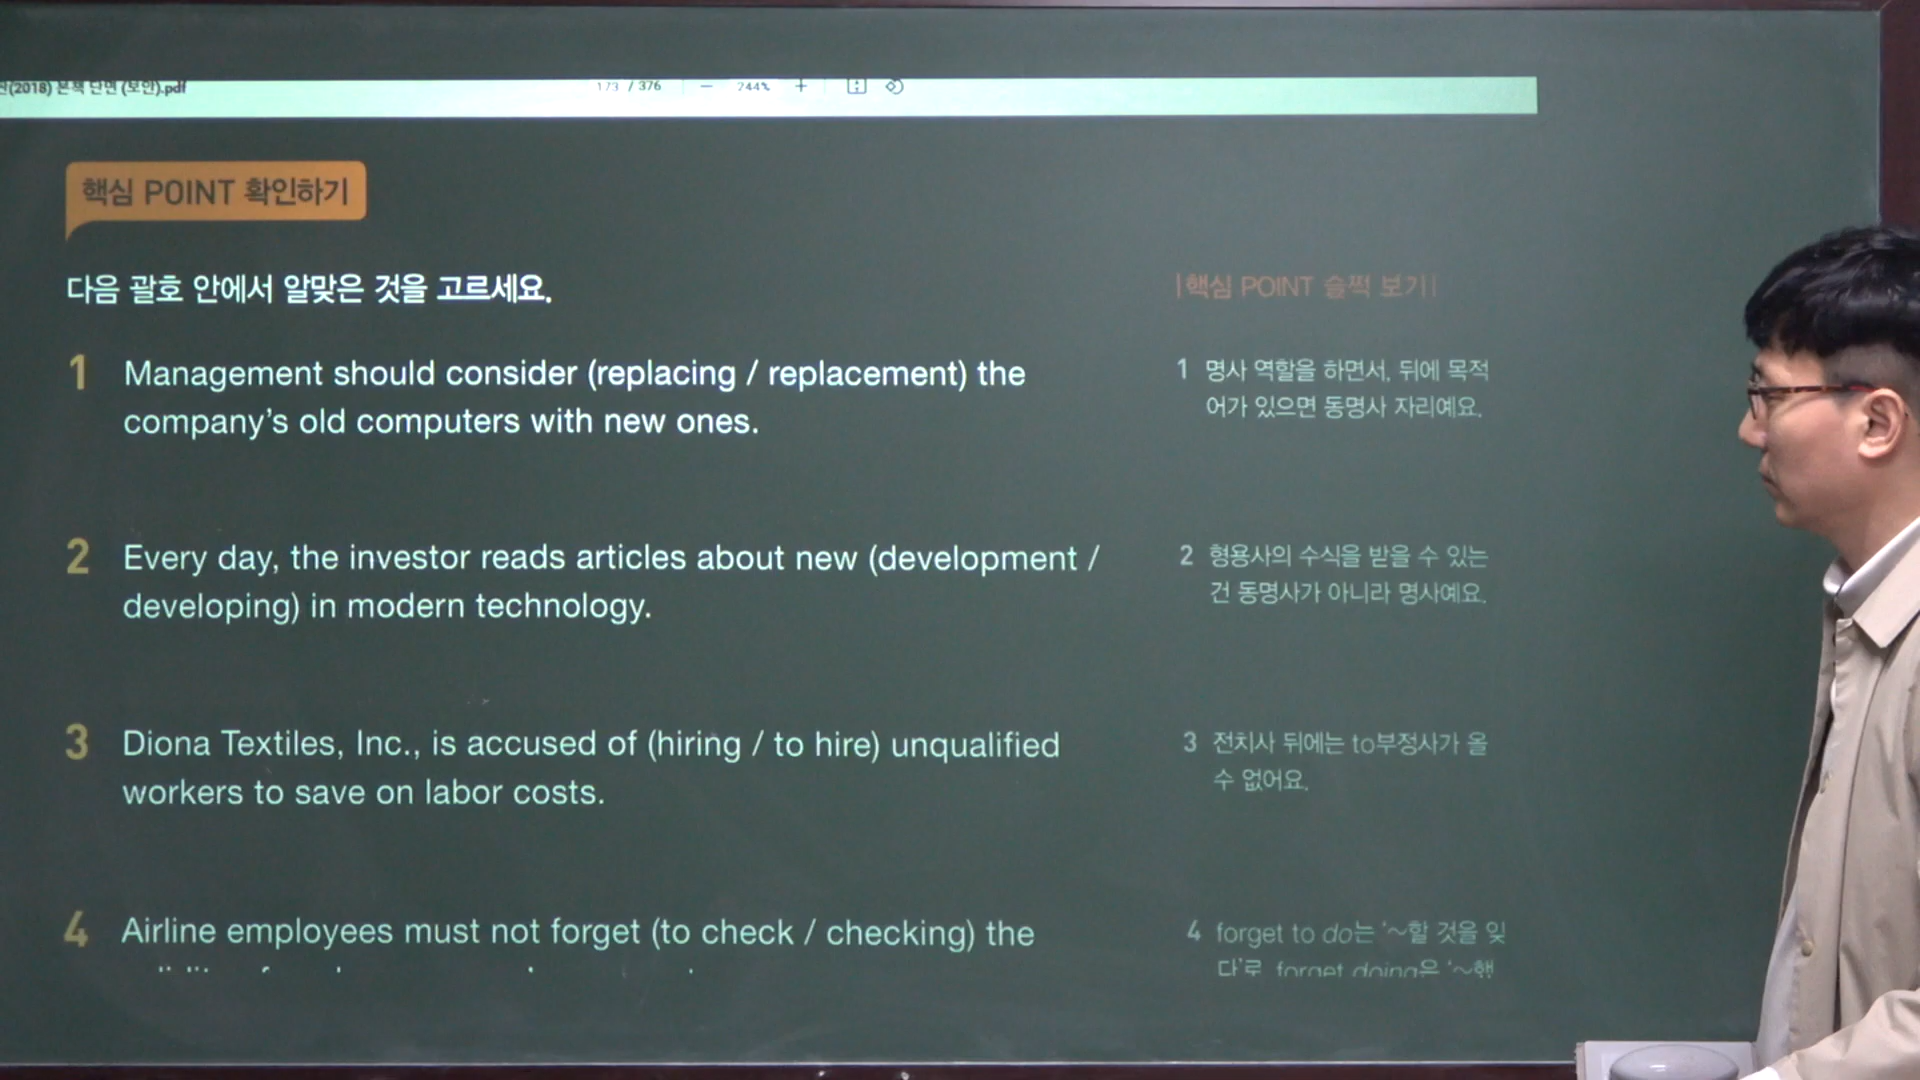 (2018) 본책 단면 (보안).pdf
173 / 376 — 244% +
핵심 POINT 확인하기
다음 괄호 안에서 알맞은 것을 고르세요.
|핵심 POINT 슬쩍 보기|
1 Management should consider (replacing / replacement) the
company's old computers with new ones.
1 명사 역할을 하면서, 뒤에 목적
어가 있으면 동명사 자리예요.
2 Every day, the investor reads articles about new (development /
developing) in modern technology.
2 형용사의 수식을 받을 수 있는
건 동명사가 아니라 명사예요.
3 Diona Textiles, Inc., is accused of (hiring / to hire) unqualified
workers to save on labor costs.
3 전치사 뒤에는 to부정사가 올
수 없어요.
4 Airline employees must not forget (to check / checking) the
4 forget to do는 '~할 것을 잊
다'로 forget doing은 '~했